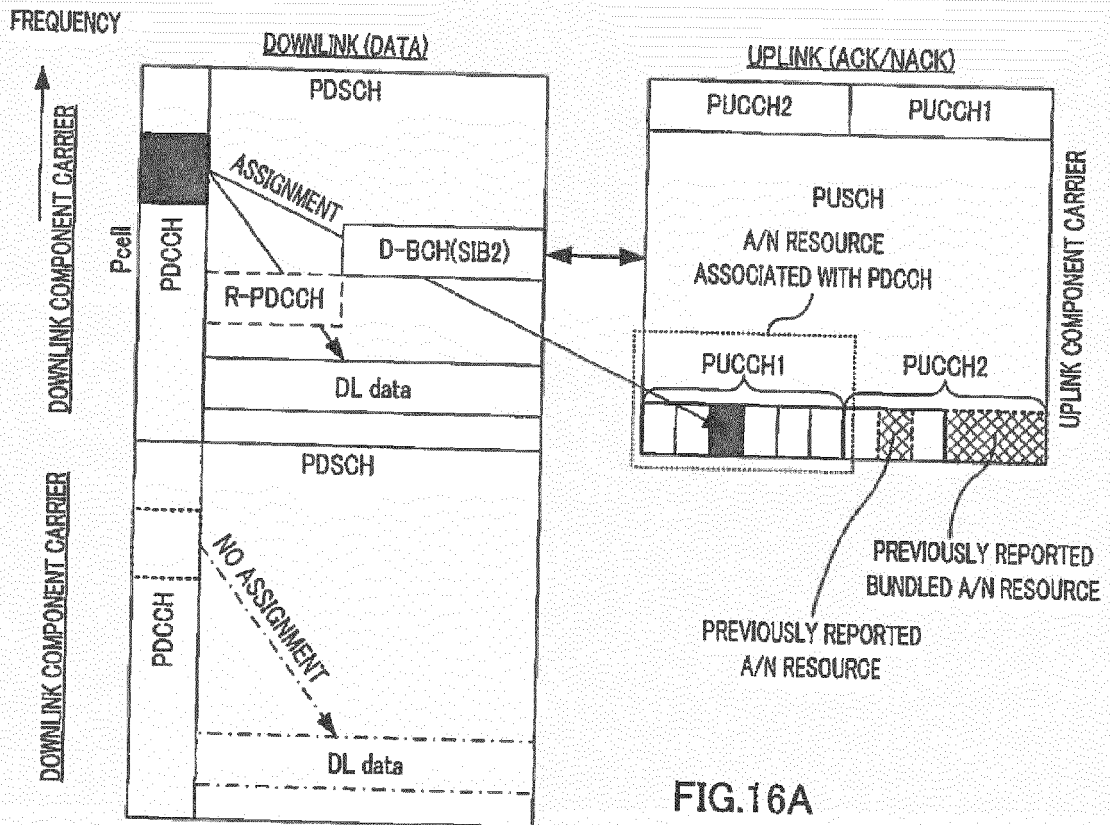 FREQUENCY
DOWNLINK (DATA)
UPLINK (ACK/NACK)
DOWNLINK COMPONENT CARRIER
Pcell
PDCCH
PDSCH
ASSIGNMENT
D-BCH(SIB2)
R-PDCCH
DL data
PUCCH2
PUCCH1
PUSCH
A/N RESOURCE
ASSOCIATED WITH PDCCH
PUCCH1
PUCCH2
UPLINK COMPONENT CARRIER
DOWNLINK COMPONENT CARRIER
PDCCH
PDSCH
NO ASSIGNMENT
DL data
PREVIOUSLY REPORTED
BUNDLED A/N RESOURCE
PREVIOUSLY REPORTED
A/N RESOURCE
FIG.16A